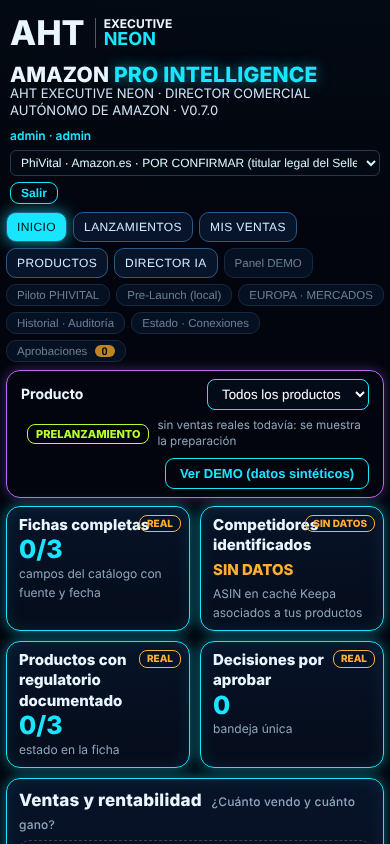 AHT
EXECUTIVE
NEON
AMAZON PRO INTELLIGENCE
AHT EXECUTIVE NEON · DIRECTOR COMERCIAL
AUTÓNOMO DE AMAZON · V0.7.0
admin · admin
PhiVital · Amazon.es · POR CONFIRMAR (titular legal del Selle
Salir
INICIO
LANZAMIENTOS
MIS VENTAS
PRODUCTOS
DIRECTOR IA
Panel DEMO
Piloto PHIVITAL
Pre-Launch (local)
EUROPA · MERCADOS
Historial · Auditoría
Estado · Conexiones
Aprobaciones 0
Producto
Todos los productos
PRELANZAMIENTO
sin ventas reales todavía: se muestra
la preparación
Ver DEMO (datos sintéticos)
Fichas completas
REAL
0/3
campos del catálogo con
fuente y fecha
Competidores
SIN DATOS
identificados
SIN DATOS
ASIN en caché Keepa
asociados a tus productos
Productos con
REAL
regulatorio
documentado
0/3
estado en la ficha
Decisiones por
REAL
aprobar
0
bandeja única
Ventas y rentabilidad ¿Cuánto vendo y cuánto
gano?